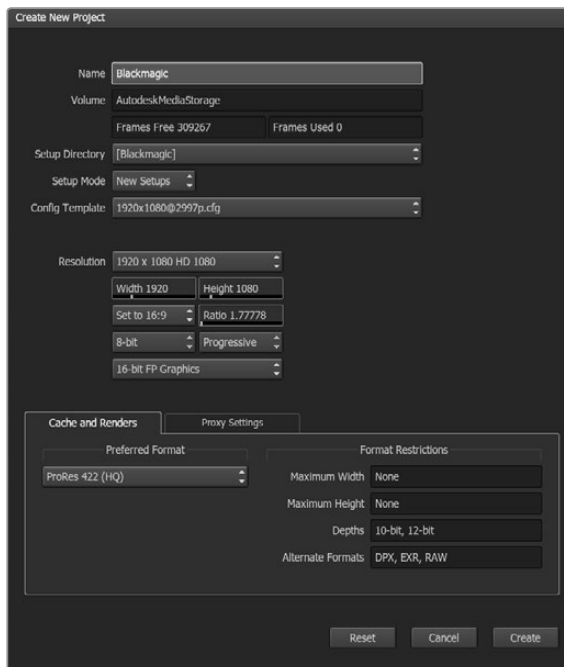 Create New Project
Name Blackmagic
Volume AutodeskMediaStorage
Frames Free 309267 Frames Used 0
Setup Directory [Blackmagic]
Setup Mode New Setups
Config Template 1920x1080@2997p.cfg
Resolution 1920 x 1080 HD 1080
Width 1920 Height 1080
Set to 16:9 Ratio 1.77778
8-bit Progressive
16-bit FP Graphics
Cache and Renders Proxy Settings
Preferred Format Format Restrictions
ProRes 422 (HQ) Maximum Width None
Maximum Height None
Depths 10-bit, 12-bit
Alternate Formats DPX, EXR, RAW
Reset Cancel Create